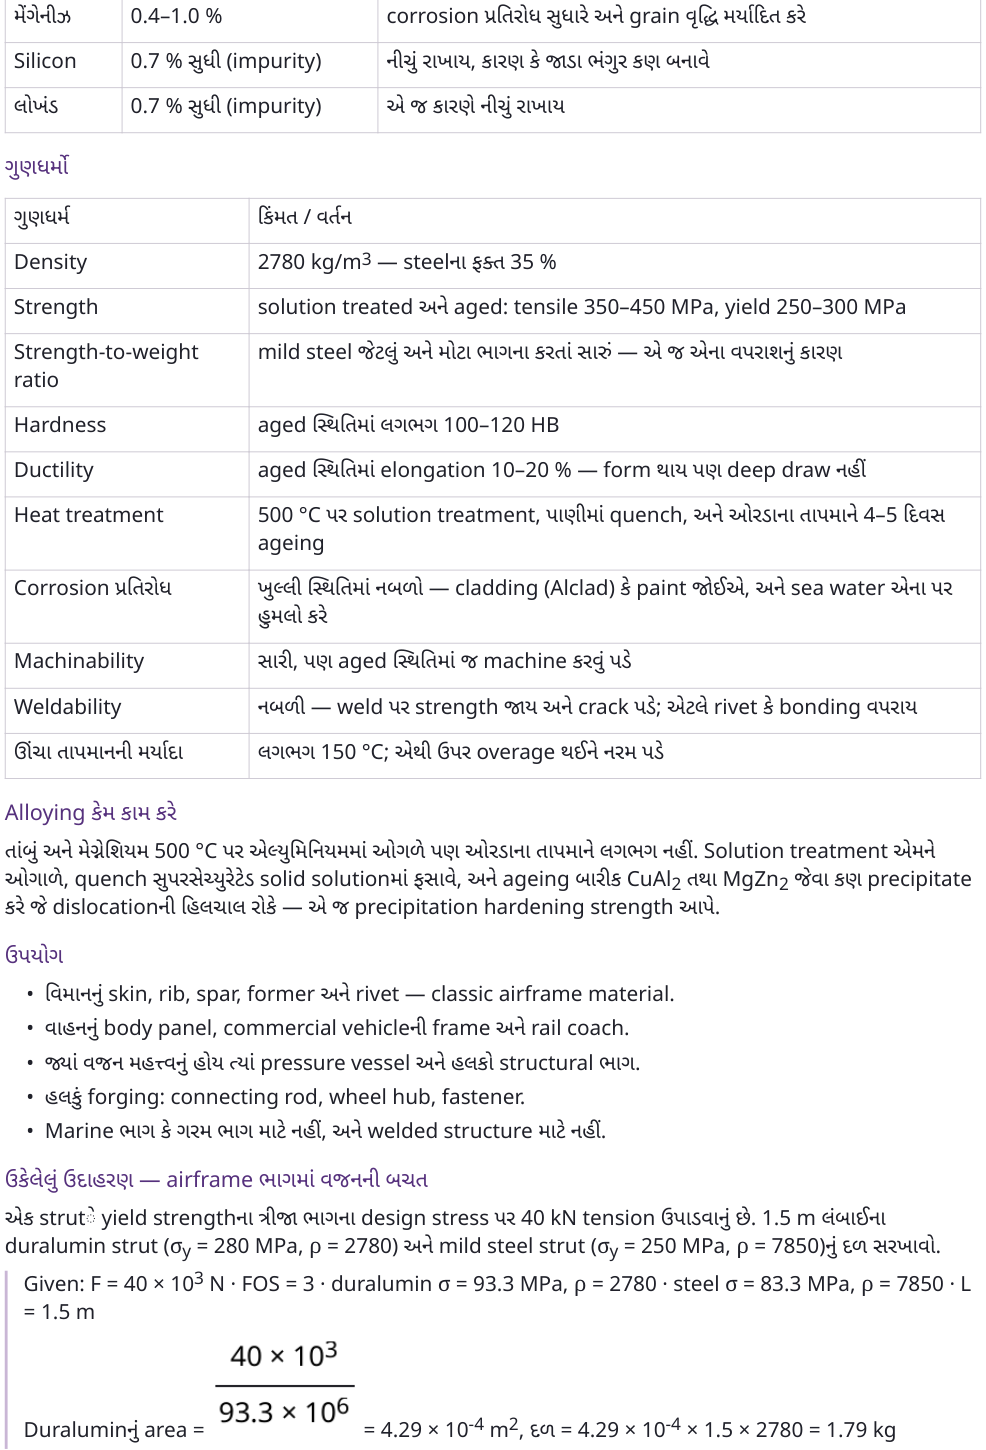 મેંગેનીઝ 0.4–1.0 % corrosion પ્રતિરોધ સુધારે અને grain વૃદ્ધિ મર્યાદિત કરે
Silicon 0.7 % સુધી (impurity) નીચું રાખાય, કારણ કે જાડા ભંગુર કણ બનાવે
લોખંડ 0.7 % સુધી (impurity) એ જ કારણે નીચું રાખાય
ગુણધર્મો
ગુણધર્મ કિંમત / વર્તન
Density 2780 kg/m³ — steelના ફક્ત 35 %
Strength solution treated અને aged: tensile 350–450 MPa, yield 250–300 MPa
Strength-to-weight ratio mild steel જેટલું અને મોટા ભાગના કરતાં સારું — એ જ એના વપરાશનું કારણ
Hardness aged સ્થિતિમાં લગભગ 100–120 HB
Ductility aged સ્થિતિમાં elongation 10–20 % — form થાય પણ deep draw નહીં
Heat treatment 500 °C પર solution treatment, પાણીમાં quench, અને ઓરડાના તાપમાને 4–5 દિવસ
ageing
Corrosion પ્રતિરોધ ખુલ્લી સ્થિતિમાં નબળો — cladding (Alclad) કે paint જોઈએ, અને sea water એના પર
હુમલો કરે
Machinability સારી, પણ aged સ્થિતિમાં જ machine કરવું પડે
Weldability નબળી — weld પર strength જાય અને crack પડે; એટલે rivet કે bonding વપરાય
ઊંચા તાપમાનની મર્યાદા લગભગ 150 °C; એથી ઉપર overage થઈને નરમ પડે
Alloying કેમ કામ કરે
તાંબું અને મેગ્નેશિયમ 500 °C પર એલ્યુમિનિયમમાં ઓગળે પણ ઓરડાના તાપમાને લગભગ નહીં. Solution treatment એમને
ઓગાળે, quench સુપરસેચ્યુરેટેડ solid solutionમાં ફસાવે, અને ageing બારીક CuAl₂ તથા MgZn₂ જેવા કણ precipitate
કરે જે dislocationની હિલચાલ રોકે — એ જ precipitation hardening strength આપે.
ઉપયોગ
• વિમાનનું skin, rib, spar, former અને rivet — classic airframe material.
• વાહનનું body panel, commercial vehicleની frame અને rail coach.
• જ્યાં વજન મહત્ત્વનું હોય ત્યાં pressure vessel અને હલકો structural ભાગ.
• હલકું forging: connecting rod, wheel hub, fastener.
• Marine ભાગ કે ગરમ ભાગ માટે નહીં, અને welded structure માટે નહીં.
ઉકેલેલું ઉદાહરણ — airframe ભાગમાં વજનની બચત
એક strutે yield strengthના ત્રીજા ભાગના design stress પર 40 kN tension ઉપાડવાનું છે. 1.5 m લંબાઈના
duralumin strut (σy = 280 MPa, ρ = 2780) અને mild steel strut (σy = 250 MPa, ρ = 7850)નું દળ સરખાવો.
Given: F = 40 × 10³ N · FOS = 3 · duralumin σ = 93.3 MPa, ρ = 2780 · steel σ = 83.3 MPa, ρ = 7850 · L
= 1.5 m
40 × 10³
93.3 × 10⁶
Duraluminનું area = = 4.29 × 10⁻⁴ m², દળ = 4.29 × 10⁻⁴ × 1.5 × 2780 = 1.79 kg